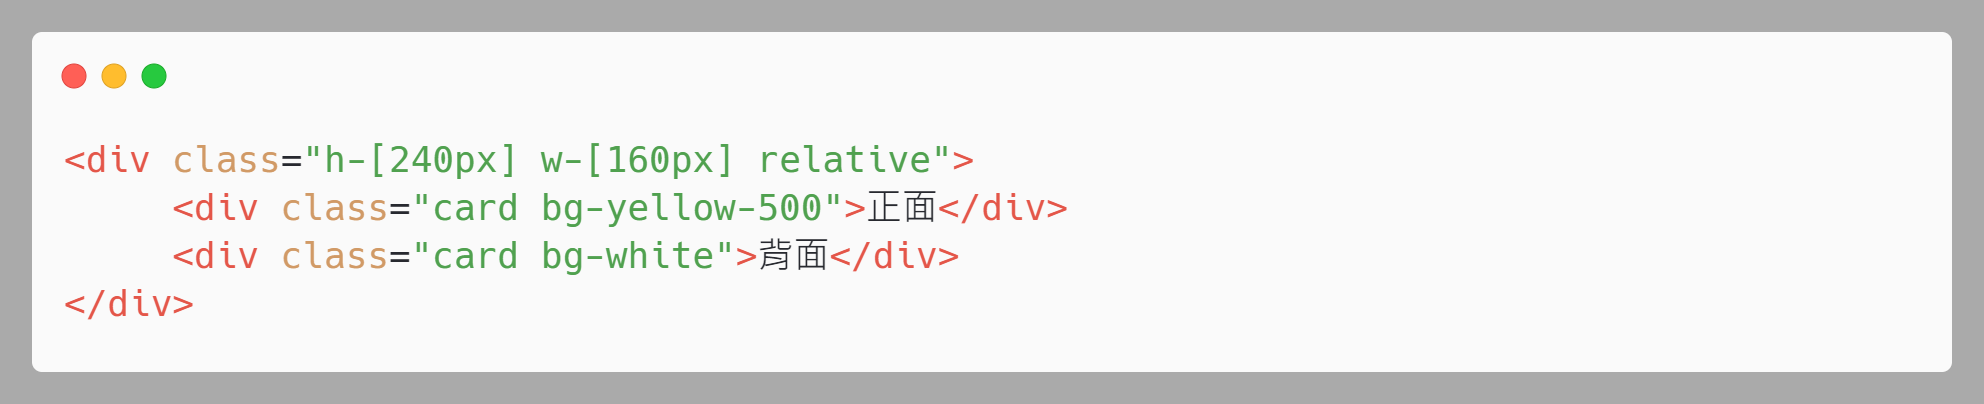 <div class="h-[240px] w-[160px] relative">
     <div class="card bg-yellow-500">正面</div>
     <div class="card bg-white">背面</div>
</div>